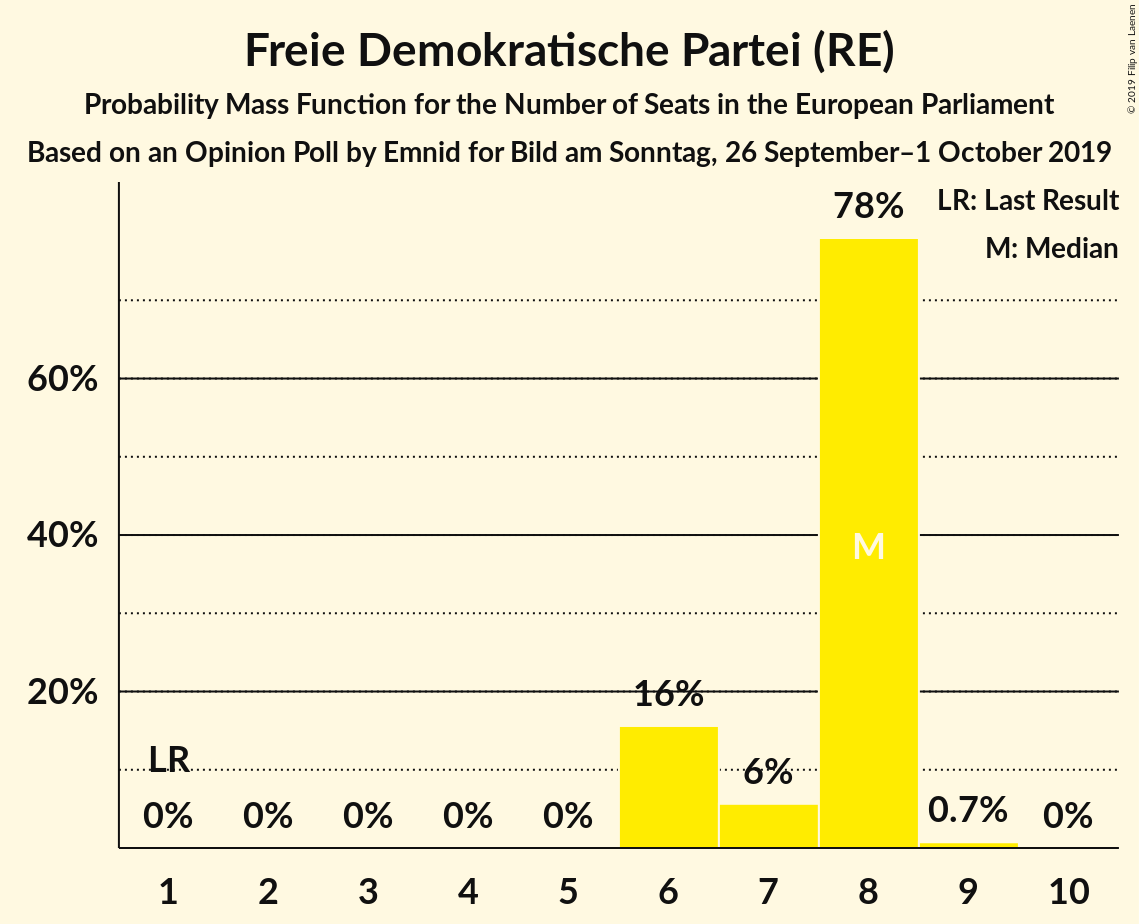 Freie Demokratische Partei (RE)
Probability Mass Function for the Number of Seats in the European Parliament
Based on an Opinion Poll by Emnid for Bild am Sonntag, 26 September–1 October 2019
© 2019 Filip van Laenen
LR: Last Result
M: Median
78%
60%
40%
M
20%
16%
LR
6%
0% 0% 0% 0% 0% 0.7% 0%
1 2 3 4 5 6 7 8 9 10